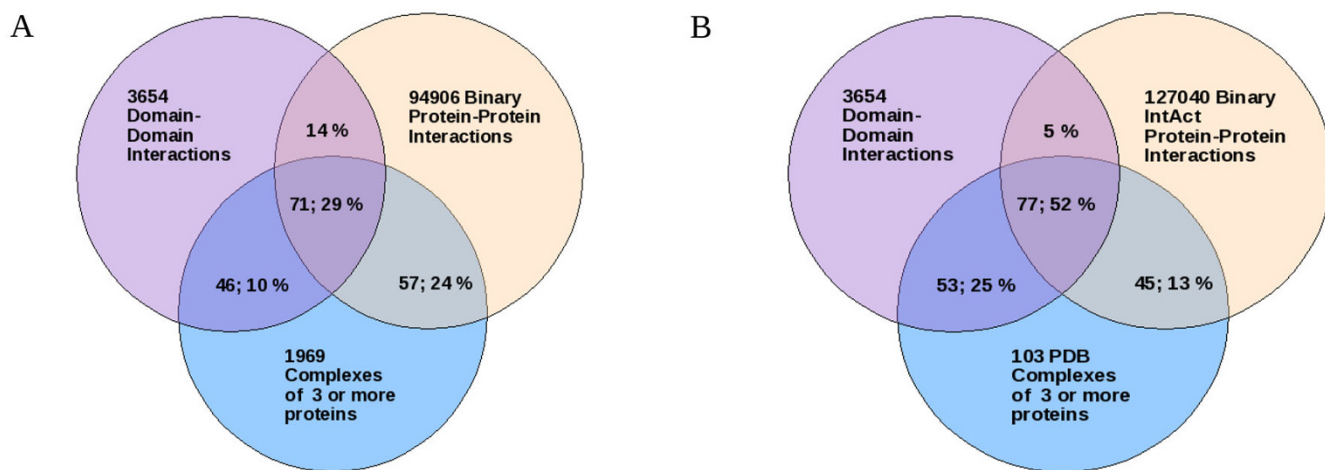 A
3654
Domain-
Domain
Interactions
94906 Binary
Protein-Protein
Interactions
14 %
71; 29 %
46; 10 %
57; 24 %
1969
Complexes
of 3 or more
proteins
B
3654
Domain-
Domain
Interactions
127040 Binary
IntAct
Protein-Protein
Interactions
5 %
77; 52 %
53; 25 %
45; 13 %
103 PDB
Complexes
of 3 or more
proteins